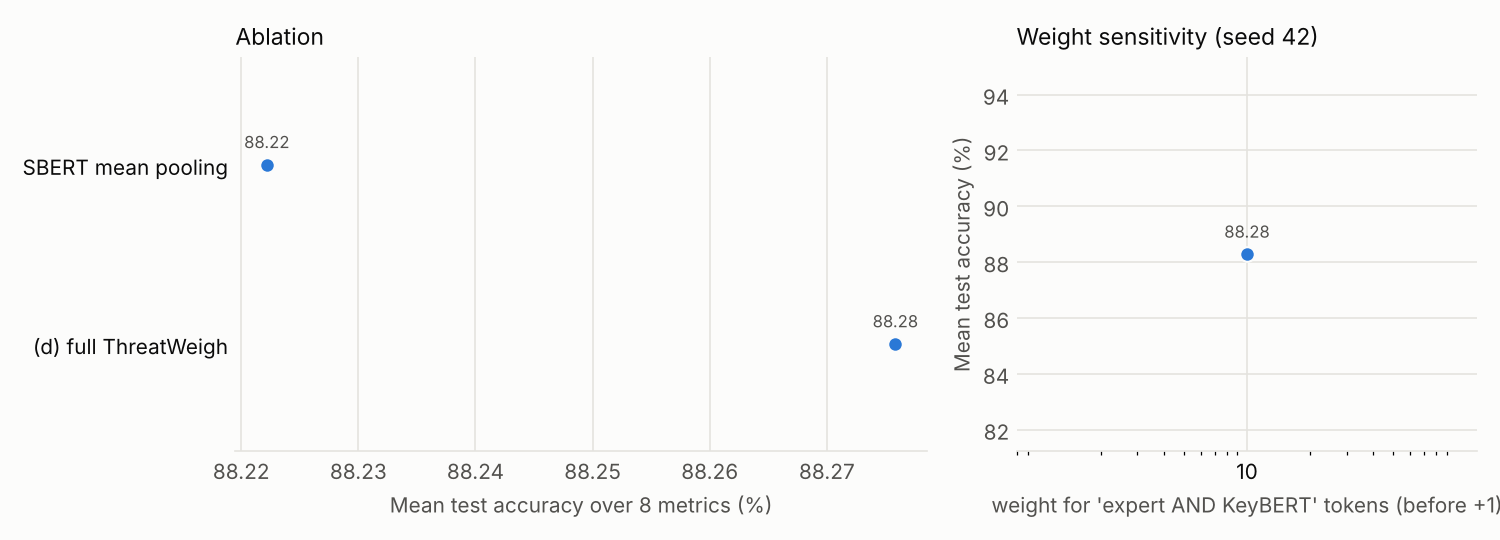 Ablation
SBERT mean pooling
88.22
(d) full ThreatWeigh
88.28
88.22 88.23 88.24 88.25 88.26 88.27
Mean test accuracy over 8 metrics (%)
Weight sensitivity (seed 42)
Mean test accuracy (%)
94
92
90
88.28
88
86
84
82
10
weight for 'expert AND KeyBERT' tokens (before +1)